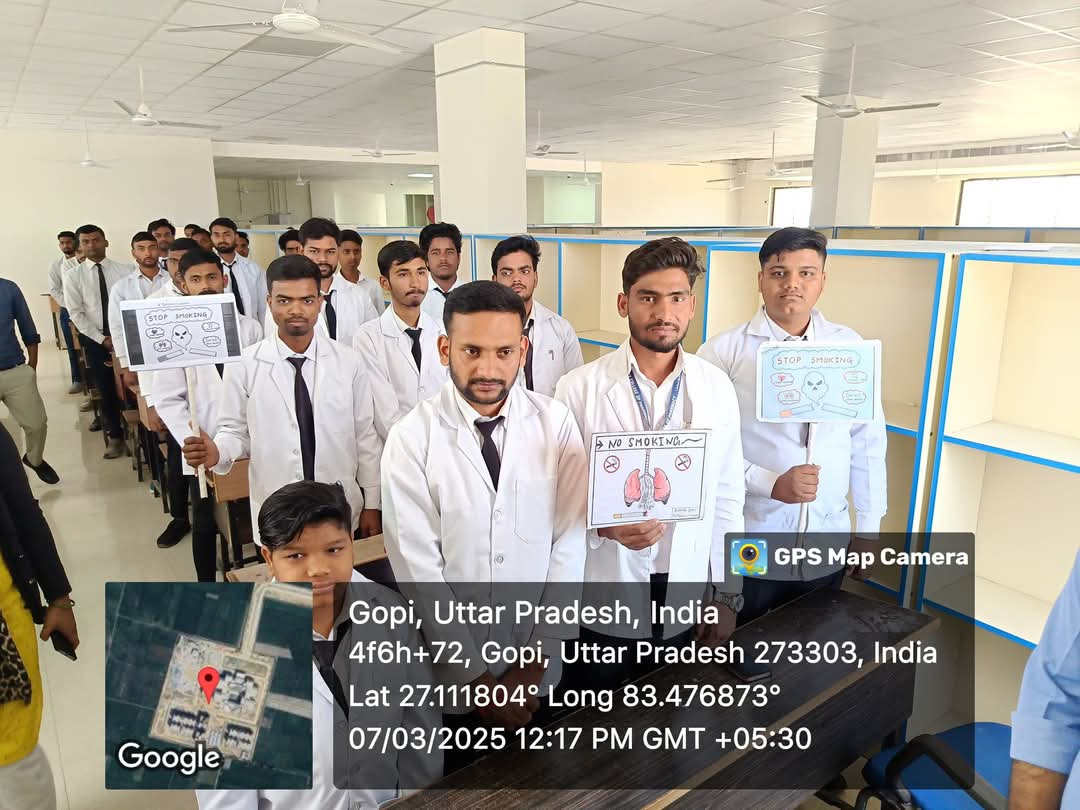 STOP SMOKING
→ NO SMOKING
STOP SMOKING
GPS Map Camera
Gopi, Uttar Pradesh, India
4f6h+72, Gopi, Uttar Pradesh 273303, India
Lat 27.111804° Long 83.476873°
07/03/2025 12:17 PM GMT +05:30
Google